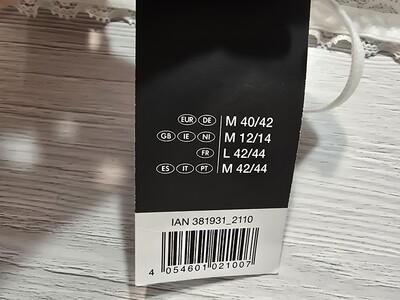 EUR DE M 40/42
GB IE NI M 12/14
FR L 42/44
ES IT PT M 42/44
IAN 381931_2110
4 054601 021007